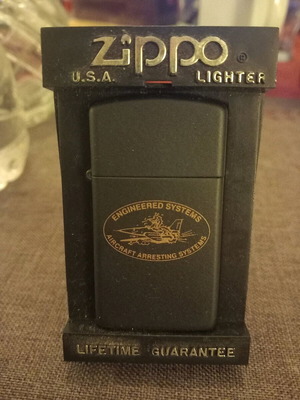 Zippo®
U.S.A. LIGHTER
ENGINEERED SYSTEMS
AIRCRAFT ARRESTING SYSTEMS
LIFETIME GUARANTEE